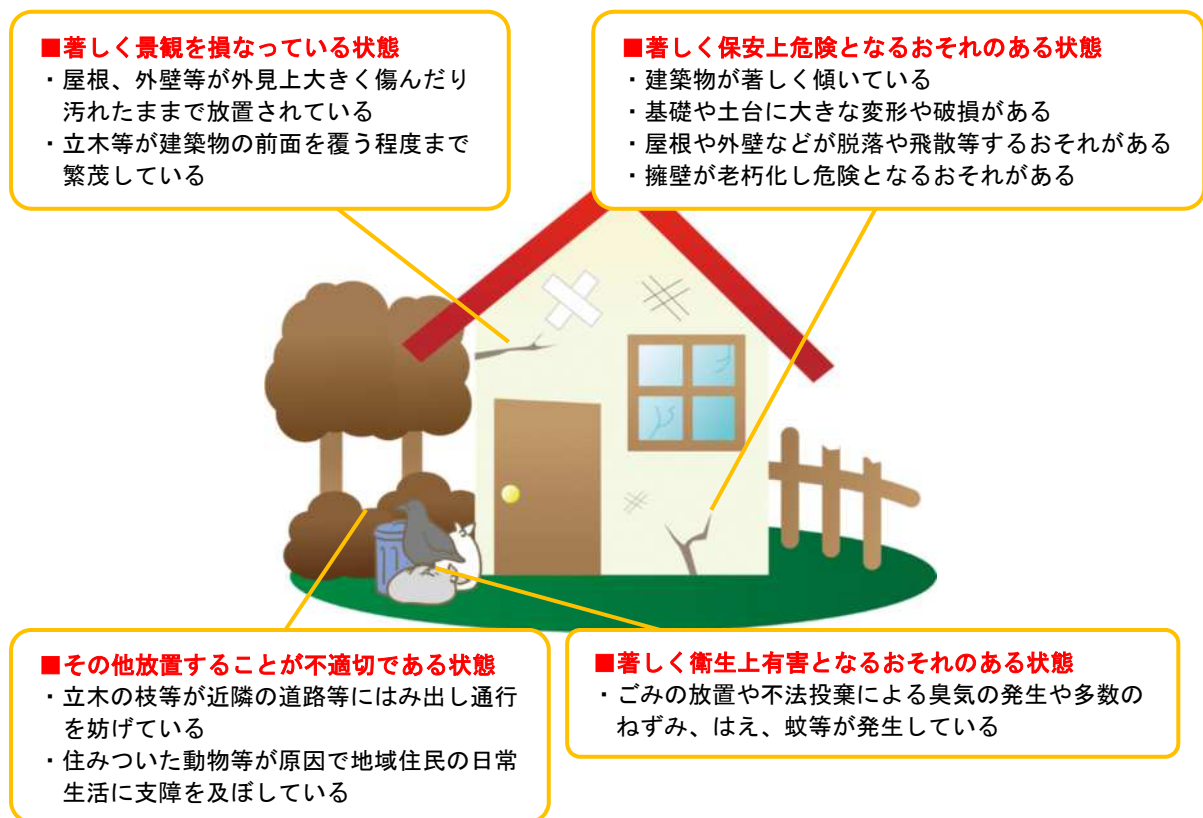 ■著しく景観を損なっている状態
・屋根、外壁等が外見上大きく傷んだり
汚れたままで放置されている
・立木等が建築物の前面を覆う程度まで
繁茂している
■著しく保安上危険となるおそれのある状態
・建築物が著しく傾いている
・基礎や土台に大きな変形や破損がある
・屋根や外壁などが脱落や飛散等するおそれがある
・擁壁が老朽化し危険となるおそれがある
■その他放置することが不適切である状態
・立木の枝等が近隣の道路等にはみ出し通行
を妨げている
・住みついた動物等が原因で地域住民の日常
生活に支障を及ぼしている
■著しく衛生上有害となるおそれのある状態
・ごみの放置や不法投棄による臭気の発生や多数の
ねずみ、はえ、蚊等が発生している